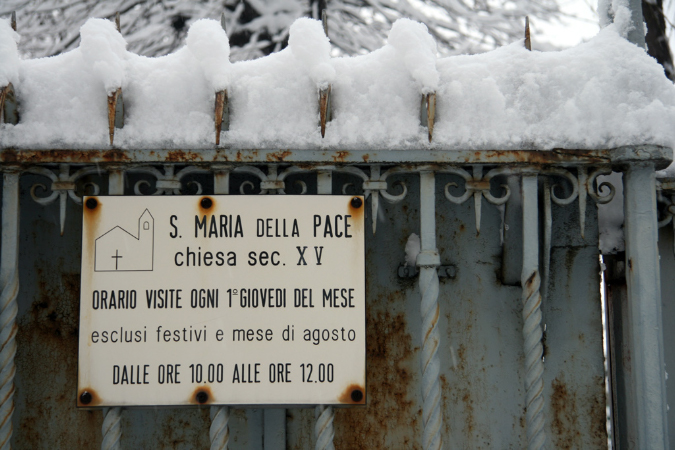 S. MARIA DELLA PACE
chiesa sec. XV
ORARIO VISITE OGNI 1° GIOVEDI DEL MESE
esclusi festivi e mese di agosto
DALLE ORE 10.00 ALLE ORE 12.00